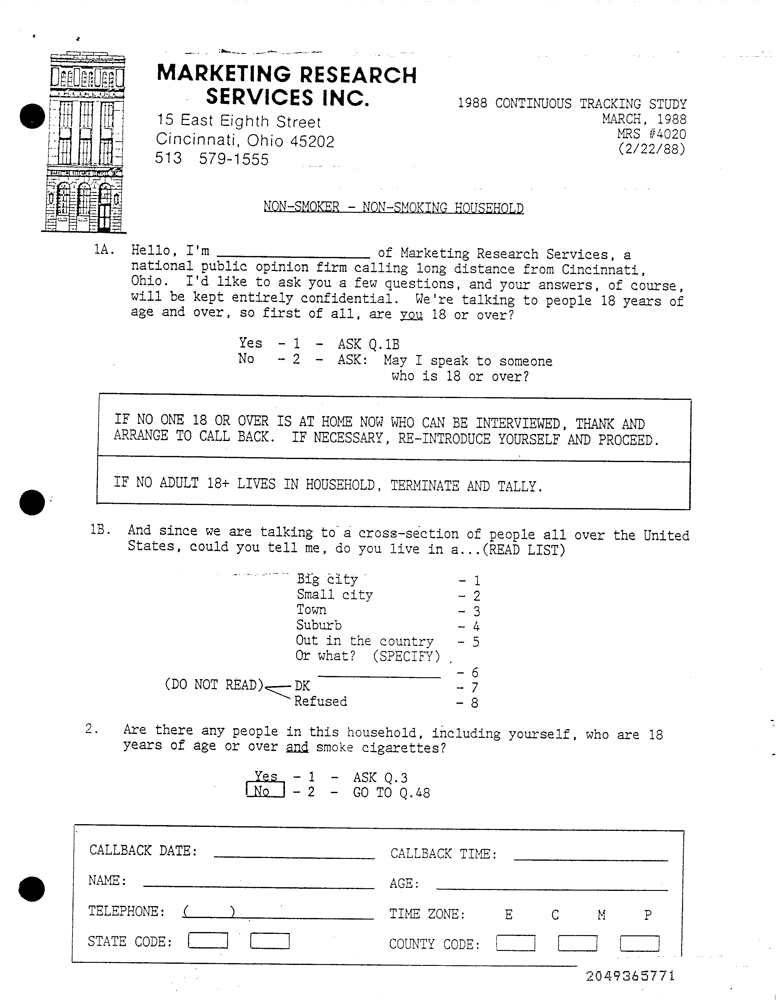 MARKETING RESEARCH
SERVICES INC.
15 East Eighth Street
Cincinnati, Ohio 45202
513 579-1555
1988 CONTINUOUS TRACKING STUDY
MARCH, 1988
MRS #4020
(2/22/88)
NON-SMOKER - NON-SMOKING HOUSEHOLD
1A. Hello, I'm _______________ of Marketing Research Services, a
national public opinion firm calling long distance from Cincinnati,
Ohio. I'd like to ask you a few questions, and your answers, of course,
will be kept entirely confidential. We're talking to people 18 years of
age and over, so first of all, are you 18 or over?
Yes - 1 - ASK Q.1B
No - 2 - ASK: May I speak to someone
who is 18 or over?
IF NO ONE 18 OR OVER IS AT HOME NOW WHO CAN BE INTERVIEWED, THANK AND
ARRANGE TO CALL BACK. IF NECESSARY, RE-INTRODUCE YOURSELF AND PROCEED.
IF NO ADULT 18+ LIVES IN HOUSEHOLD, TERMINATE AND TALLY.
1B. And since we are talking to a cross-section of people all over the United
States, could you tell me, do you live in a...(READ LIST)
Big city - 1
Small city - 2
Town - 3
Suburb - 4
Out in the country - 5
Or what? (SPECIFY)
_______________ - 6
(DO NOT READ) DK - 7
Refused - 8
2. Are there any people in this household, including yourself, who are 18
years of age or over and smoke cigarettes?
Yes - 1 - ASK Q.3
No - 2 - GO TO Q.48
CALLBACK DATE: _______________ CALLBACK TIME: _______________
NAME: _______________ AGE: _______________
TELEPHONE: (    )_______________ TIME ZONE: E C M P
STATE CODE: COUNTY CODE:
2049365771